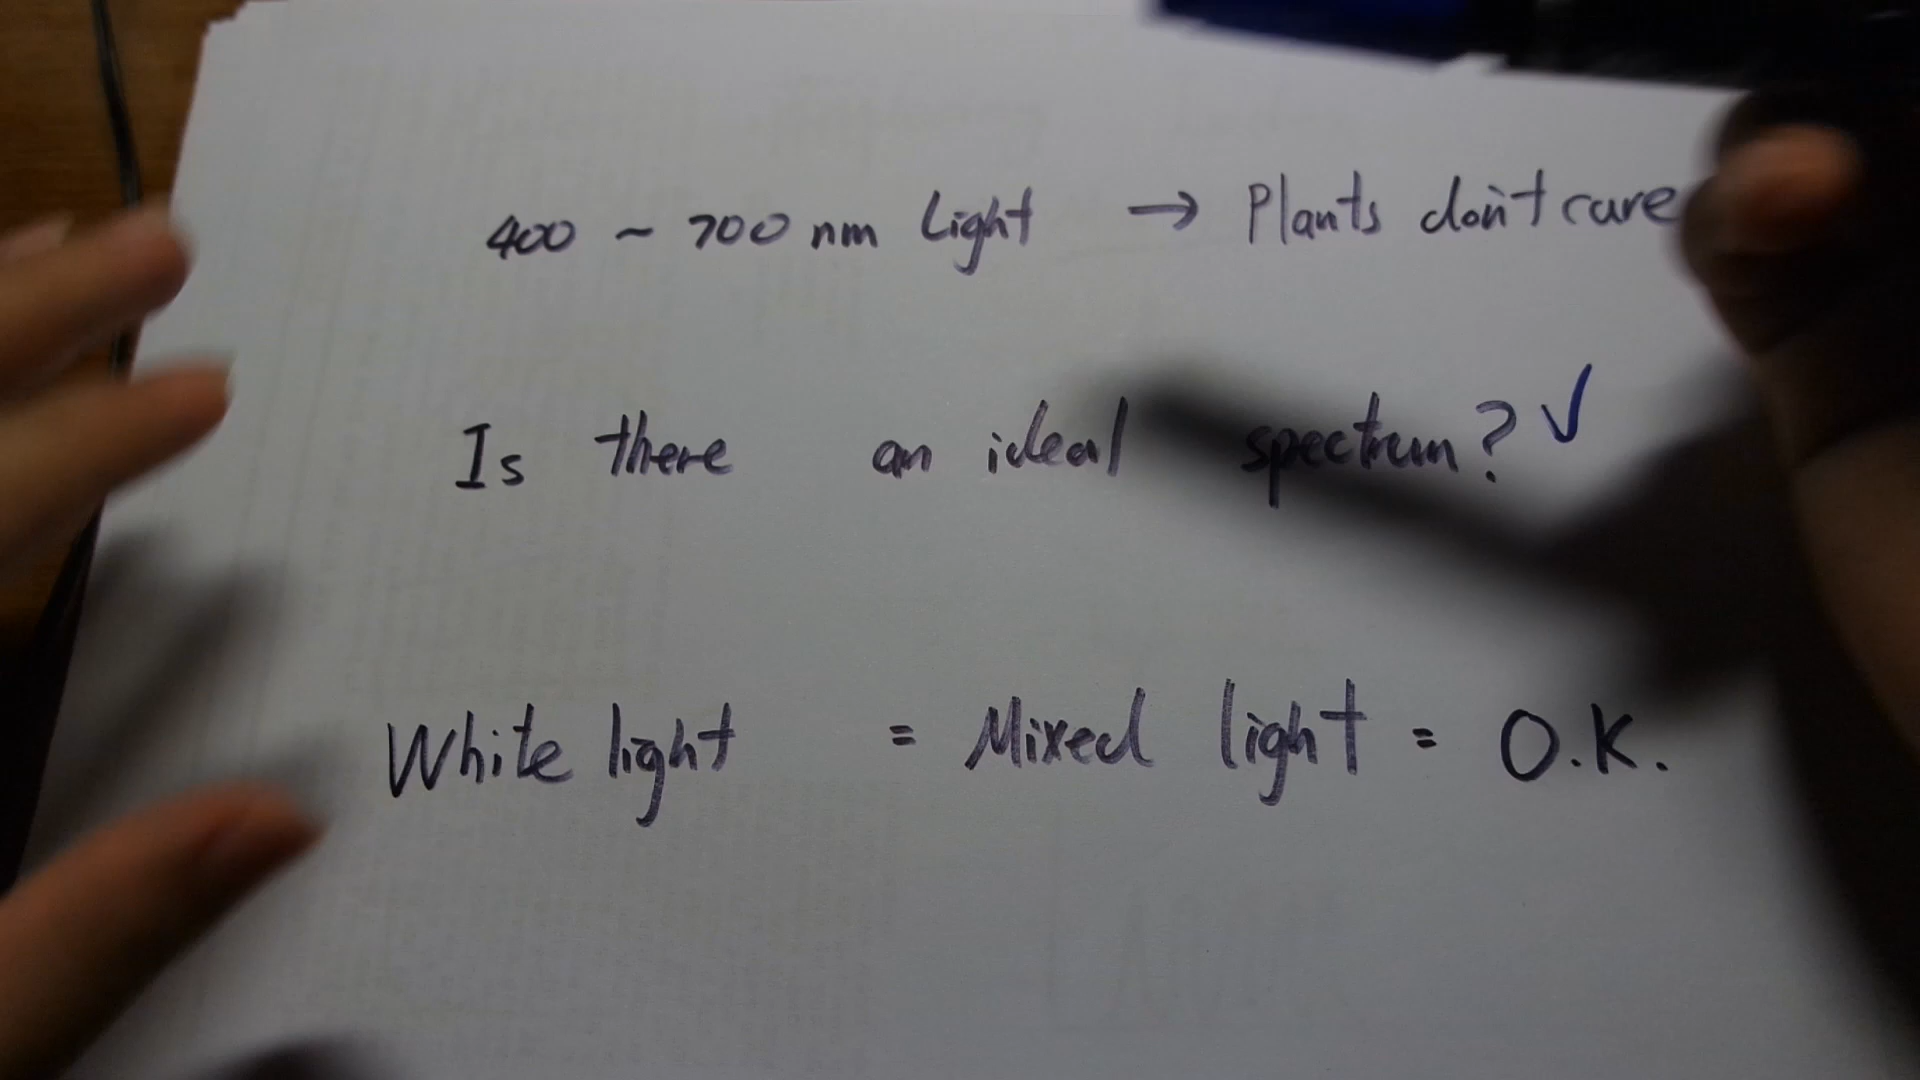 400 ~ 700 nm Light → Plants don't care
Is there an ideal spectrum? ✓
White light = Mixed light = O.K.